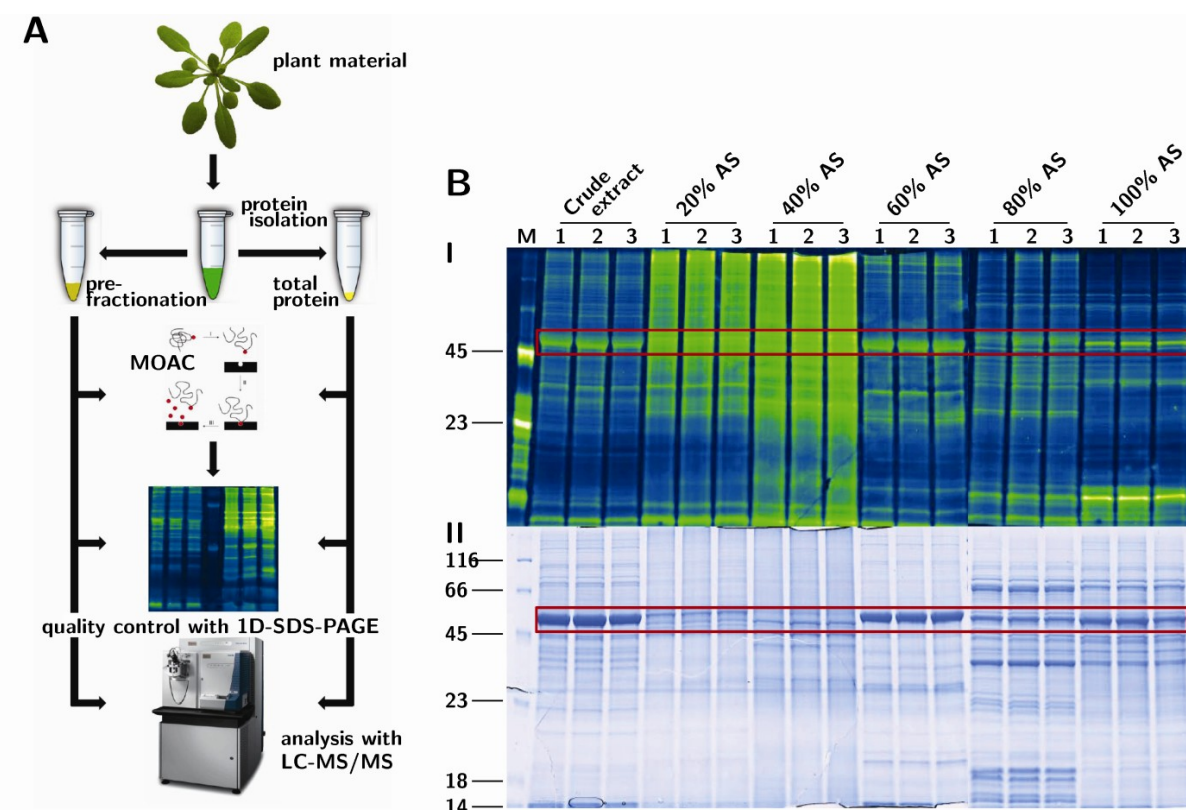 A
plant material
protein
isolation
pre-
fractionation
total
protein
MOAC
I
II
III
quality control with 1D-SDS-PAGE
analysis with
LC-MS/MS
B
Crude
extract
20% AS
40% AS
60% AS
80% AS
100% AS
M 1 2 3 1 2 3 1 2 3 1 2 3 1 2 3 1 2 3
I
45
23
II
116
66
45
23
18
14